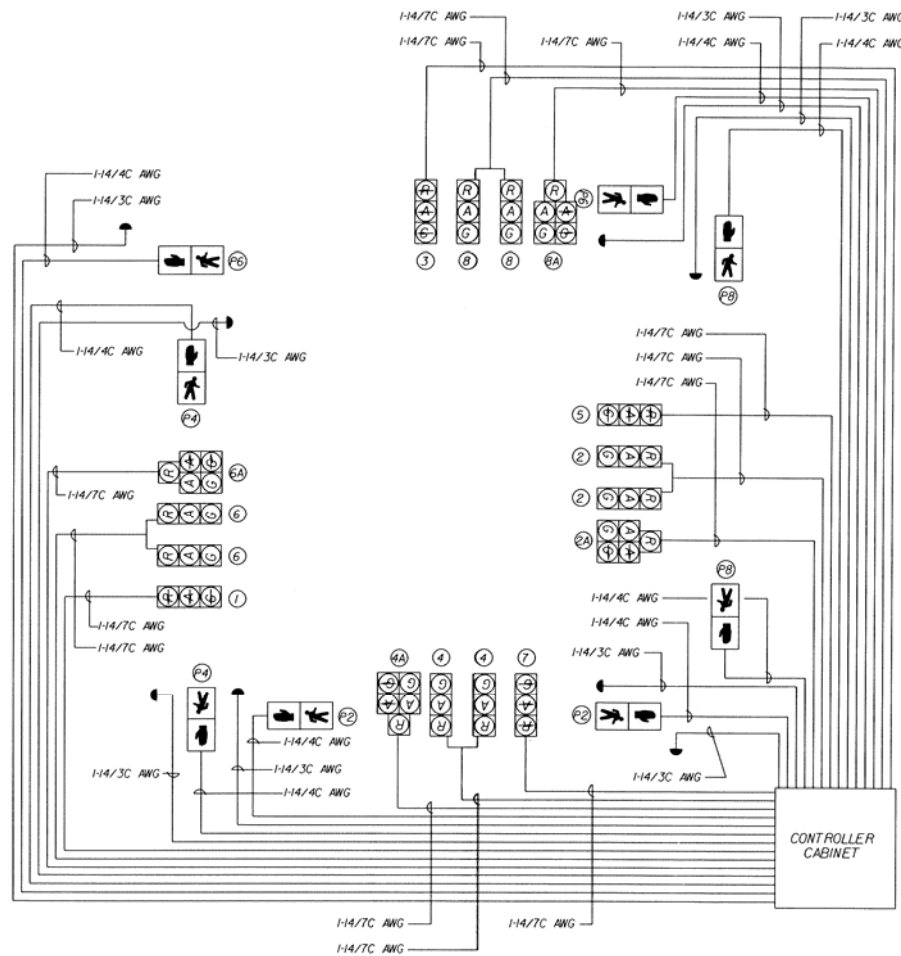 1-14/7C AWG
1-14/3C AWG
1-14/3C AWG
1-14/7C AWG
1-14/7C AWG
1-14/4C AWG
1-14/4C AWG
1-14/4C AWG
1-14/3C AWG
R R R R
A A A A A
G G G G G
P6
3 8 8 8A
P6
P8
1-14/4C AWG
1-14/3C AWG
P4
1-14/7C AWG
1-14/7C AWG
1-14/7C AWG
5 G A R
2 G A R
2 G A R
2A G A R
G A
R A G 6A
A G
1-14/7C AWG
R A G 6
R A G 6
R A G 1
1-14/7C AWG
1-14/7C AWG
P8
1-14/4C AWG
1-14/4C AWG
1-14/3C AWG
P4
4A 4 4 7
G G G G G
A A A A A
R R R R
P2
P2
1-14/4C AWG
1-14/3C AWG
1-14/3C AWG
1-14/4C AWG
1-14/3C AWG
CONTROLLER
CABINET
1-14/7C AWG
1-14/7C AWG
1-14/7C AWG